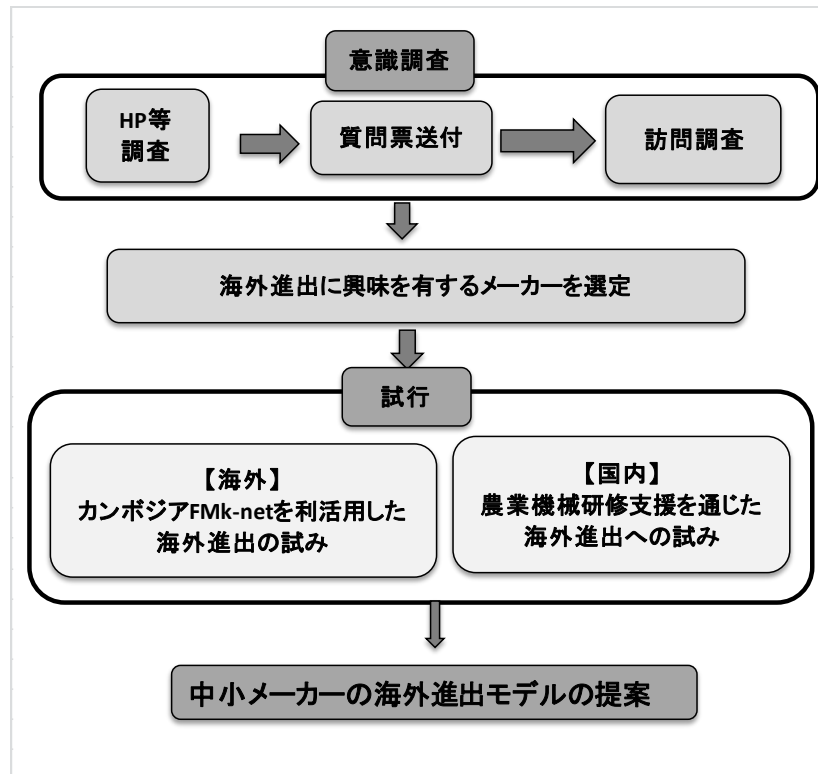 意識調査
HP等
調査
質問票送付
訪問調査
海外進出に興味を有するメーカーを選定
試行
【海外】
カンボジアFMk-netを利活用した
海外進出の試み
【国内】
農業機械研修支援を通じた
海外進出への試み
中小メーカーの海外進出モデルの提案